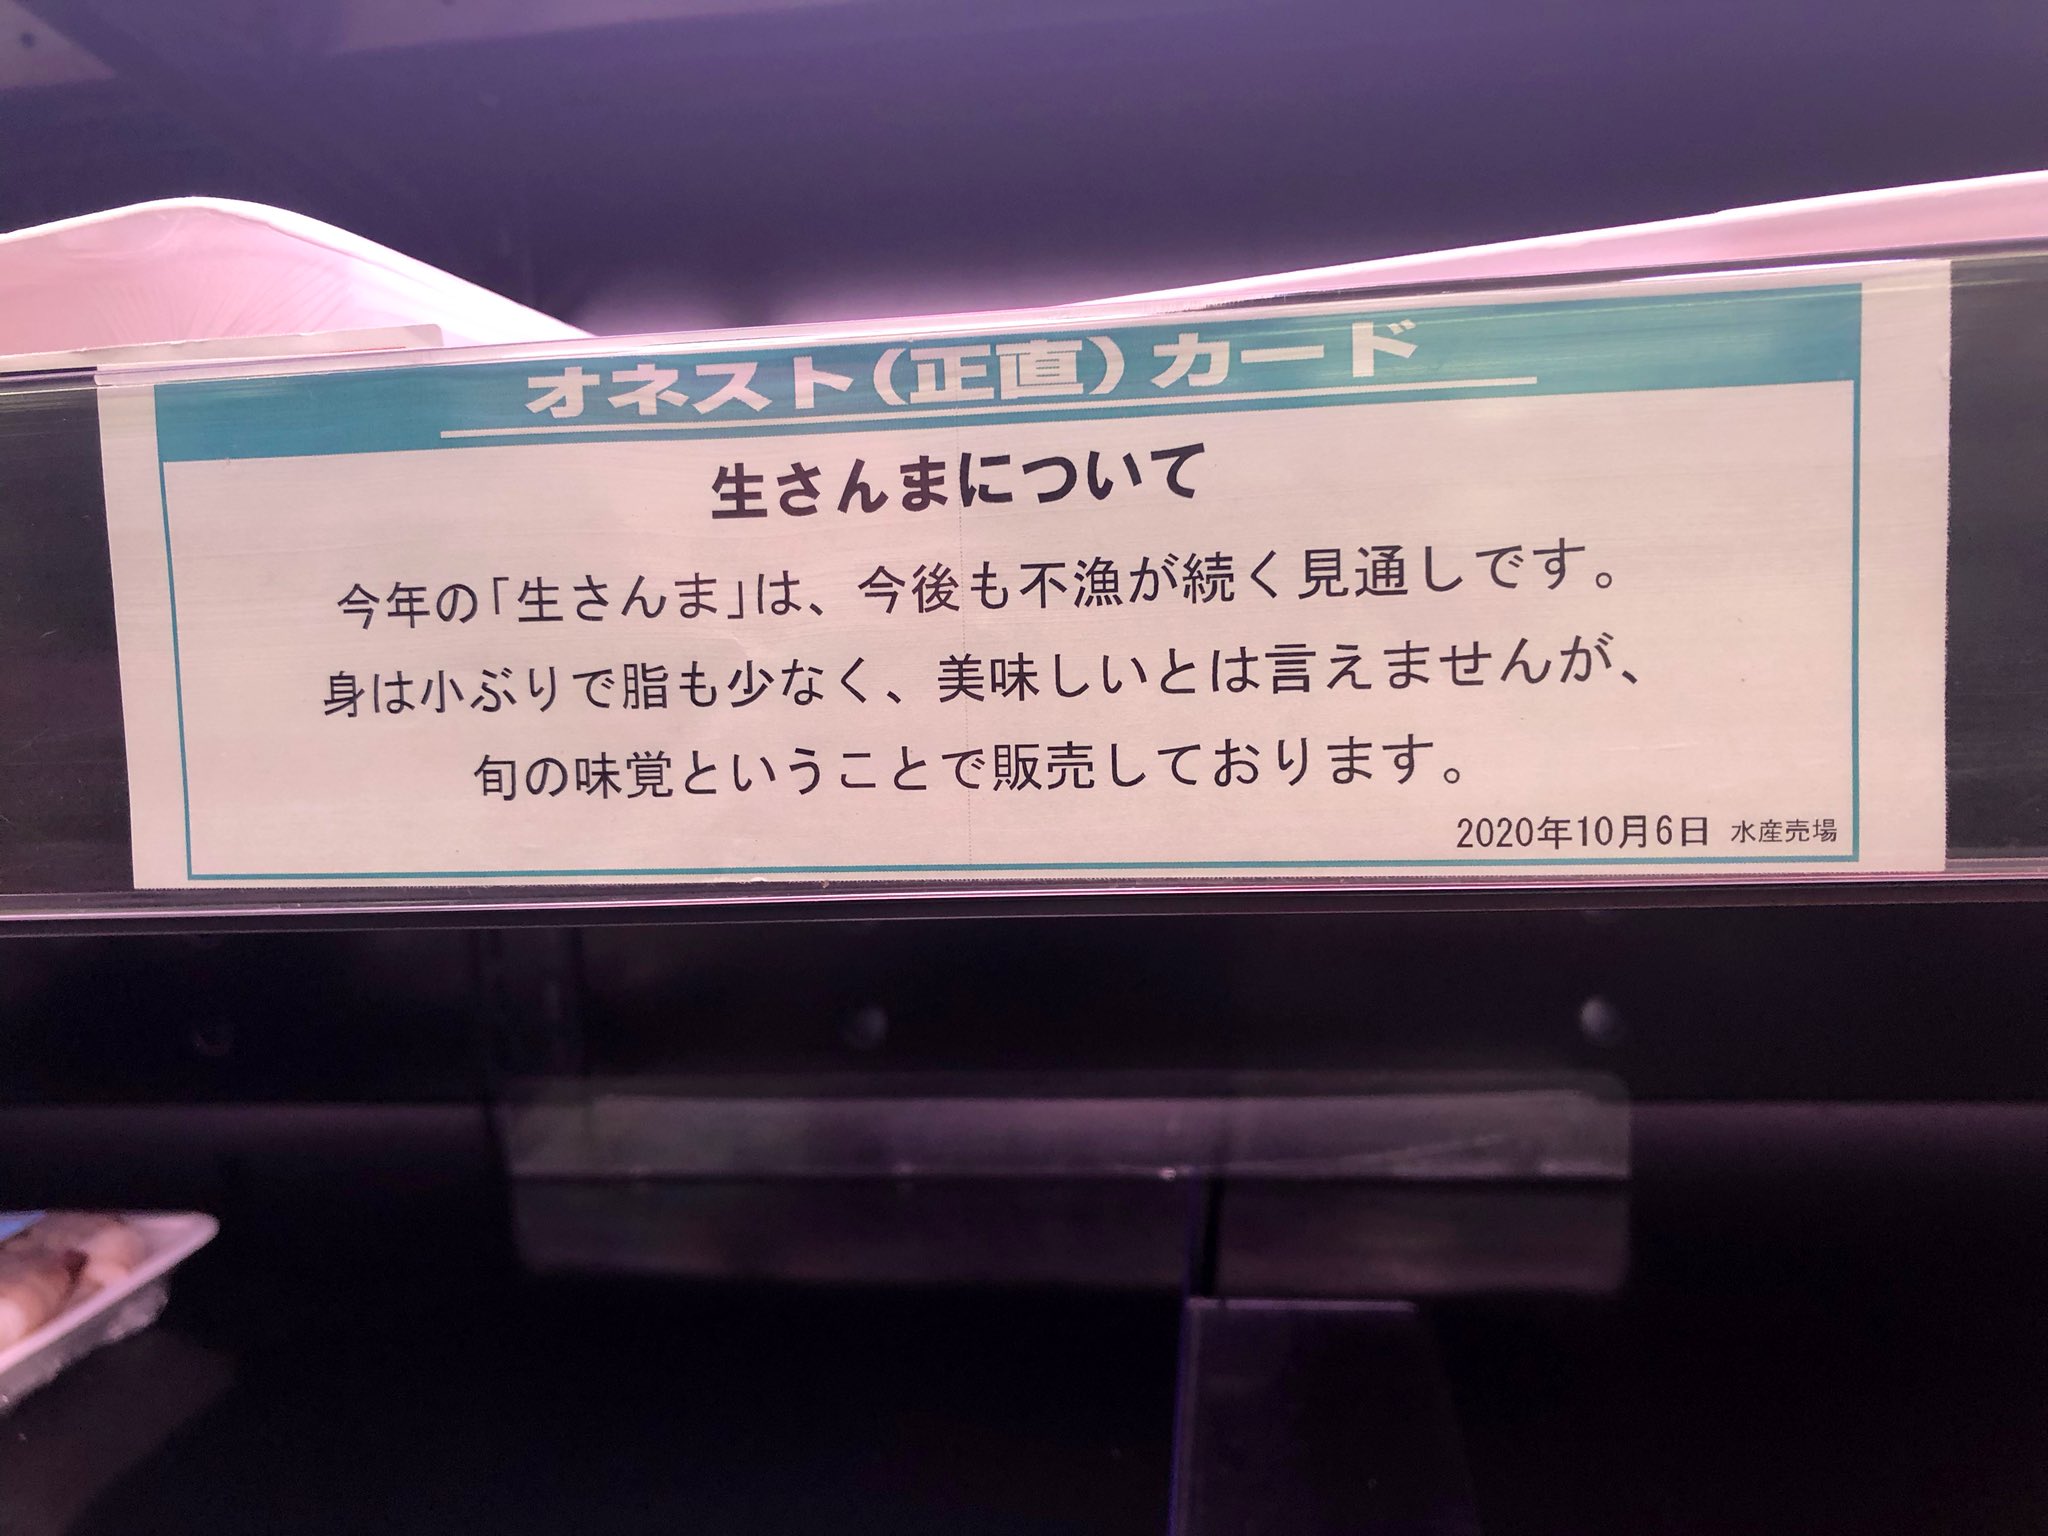 オネスト(正直)カード
生さんまについて
今年の「生さんま」は、今後も不漁が続く見通しです。
身は小ぶりで脂も少なく、美味しいとは言えませんが、
旬の味覚ということで販売しております。
2020年10月6日 水産売場